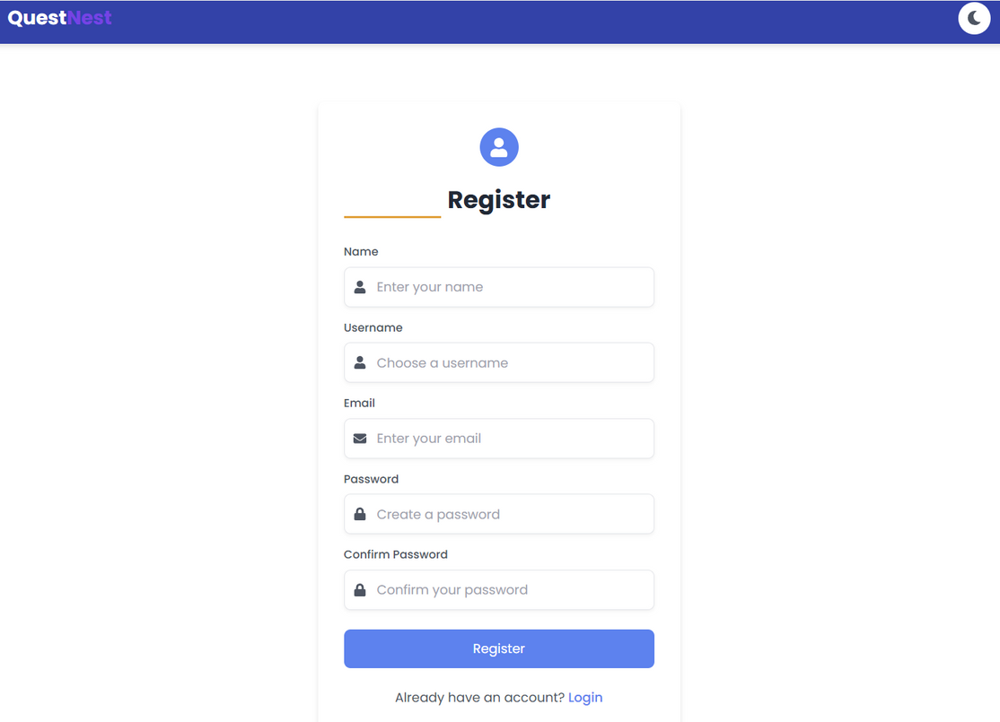 QuestNest
Register
Name
Enter your name
Username
Choose a username
Email
Enter your email
Password
Create a password
Confirm Password
Confirm your password
Register
Already have an account? Login